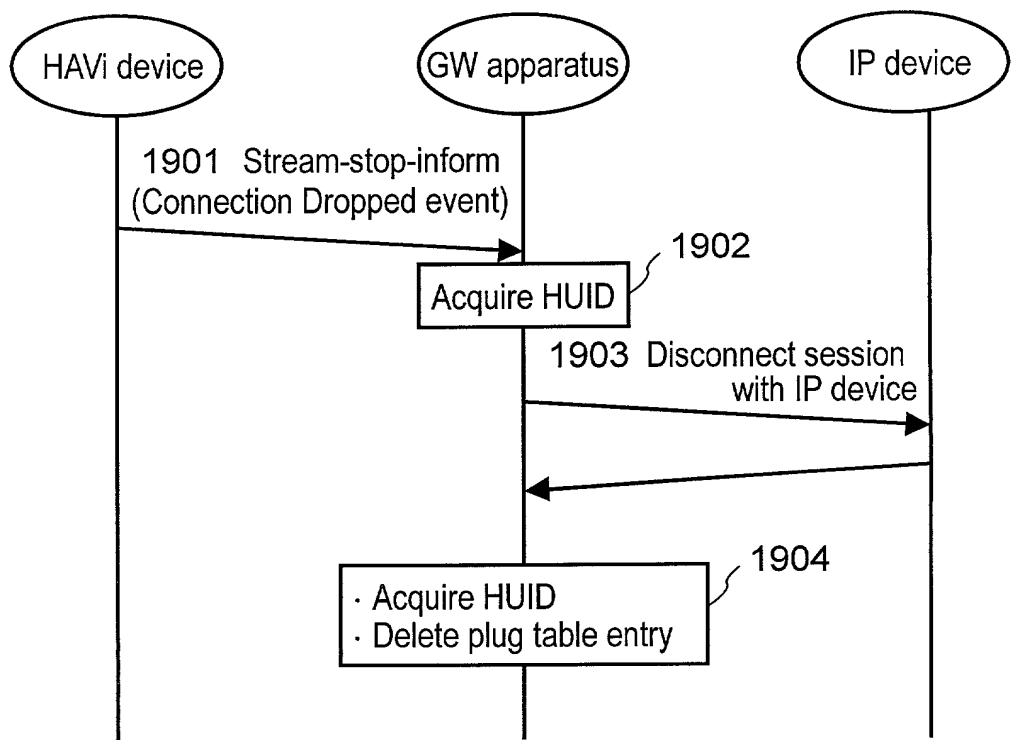 HAVi device
GW apparatus
IP device
1901 Stream-stop-inform
(Connection Dropped event)
1902
Acquire HUID
1903 Disconnect session
with IP device
1904
· Acquire HUID
· Delete plug table entry